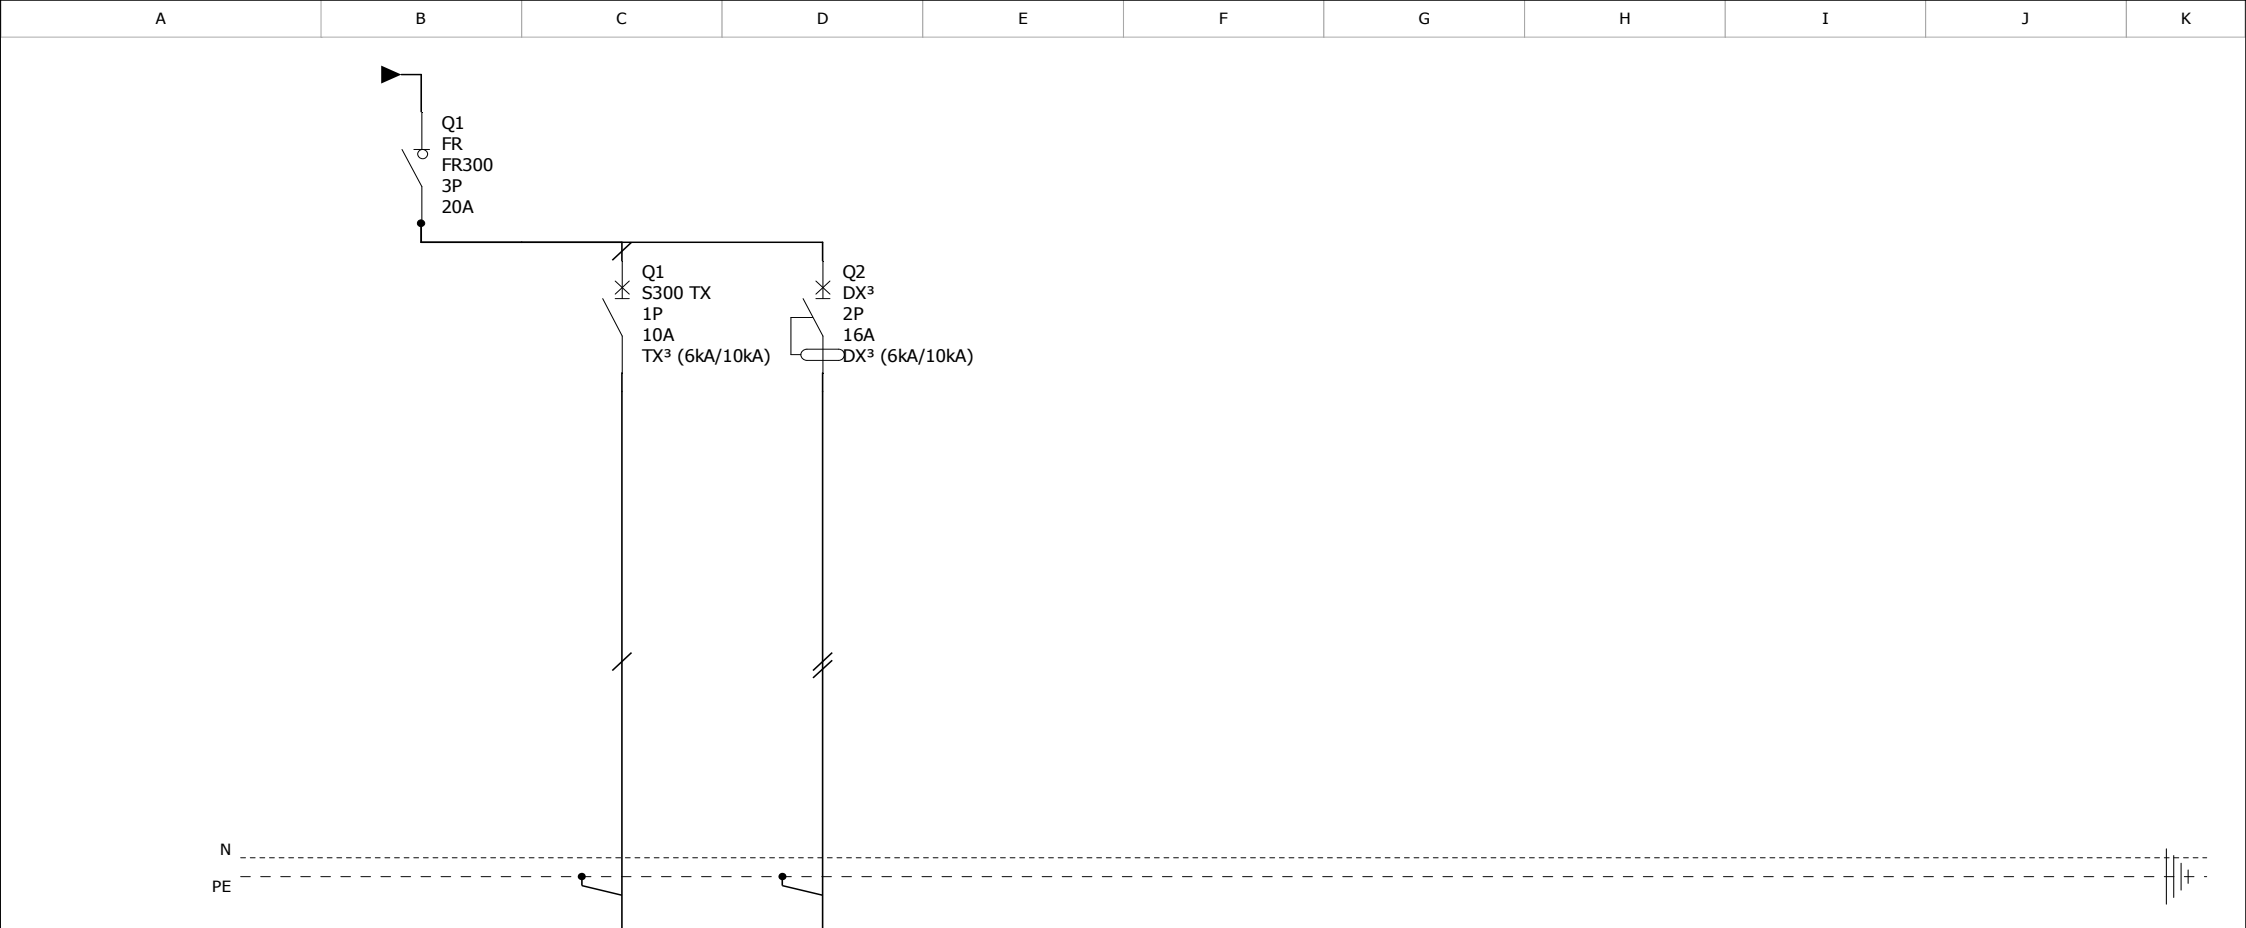 A
B
C
D
E
F
G
H
I
J
K
Q1
FR
FR300
3P
20A
Q1
S300 TX
1P
10A
TX³ (6kA/10kA)
Q2
DX³
2P
16A
DX³ (6kA/10kA)
N
PE